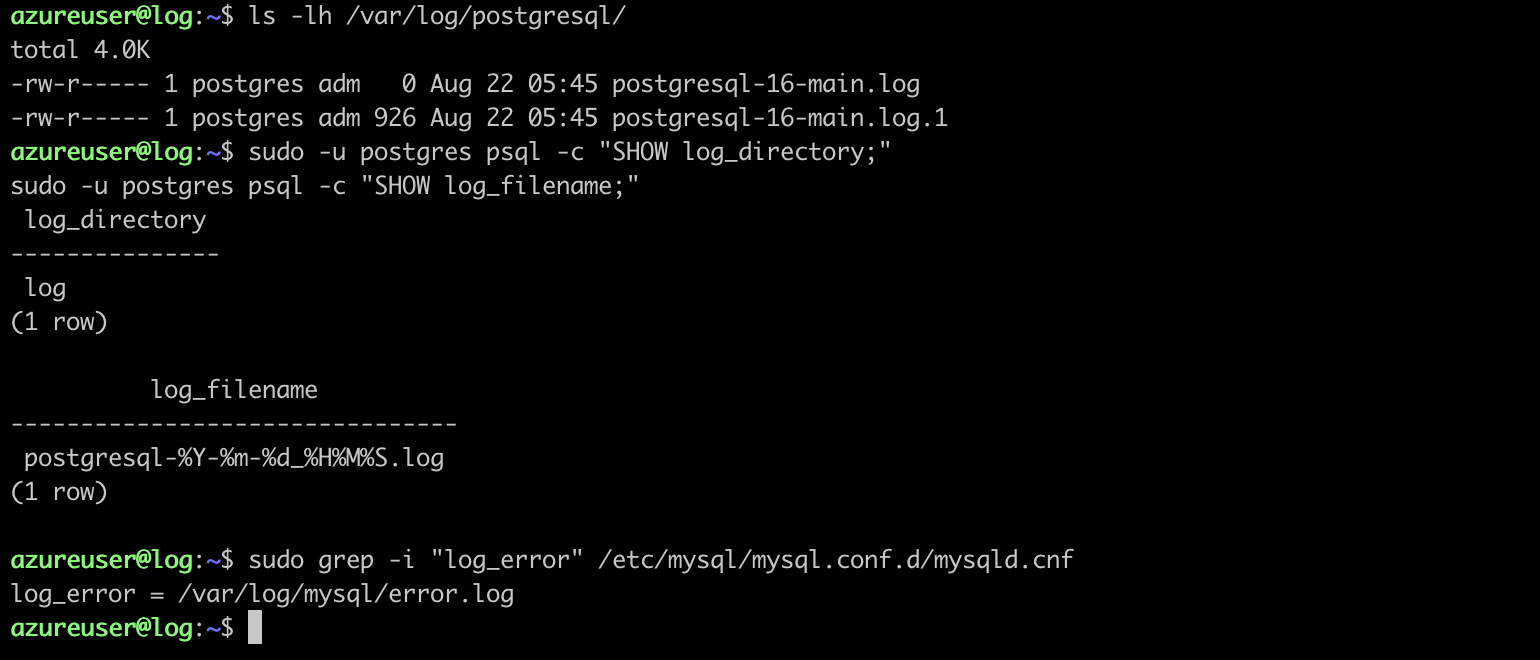 azureuser@log:~$ ls -lh /var/log/postgresql/
total 4.0K
-rw-r----- 1 postgres adm   0 Aug 22 05:45 postgresql-16-main.log
-rw-r----- 1 postgres adm 926 Aug 22 05:45 postgresql-16-main.log.1
azureuser@log:~$ sudo -u postgres psql -c "SHOW log_directory;"
sudo -u postgres psql -c "SHOW log_filename;"
 log_directory
---------------
 log
(1 row)

          log_filename
--------------------------------
 postgresql-%Y-%m-%d_%H%M%S.log
(1 row)

azureuser@log:~$ sudo grep -i "log_error" /etc/mysql/mysql.conf.d/mysqld.cnf
log_error = /var/log/mysql/error.log
azureuser@log:~$